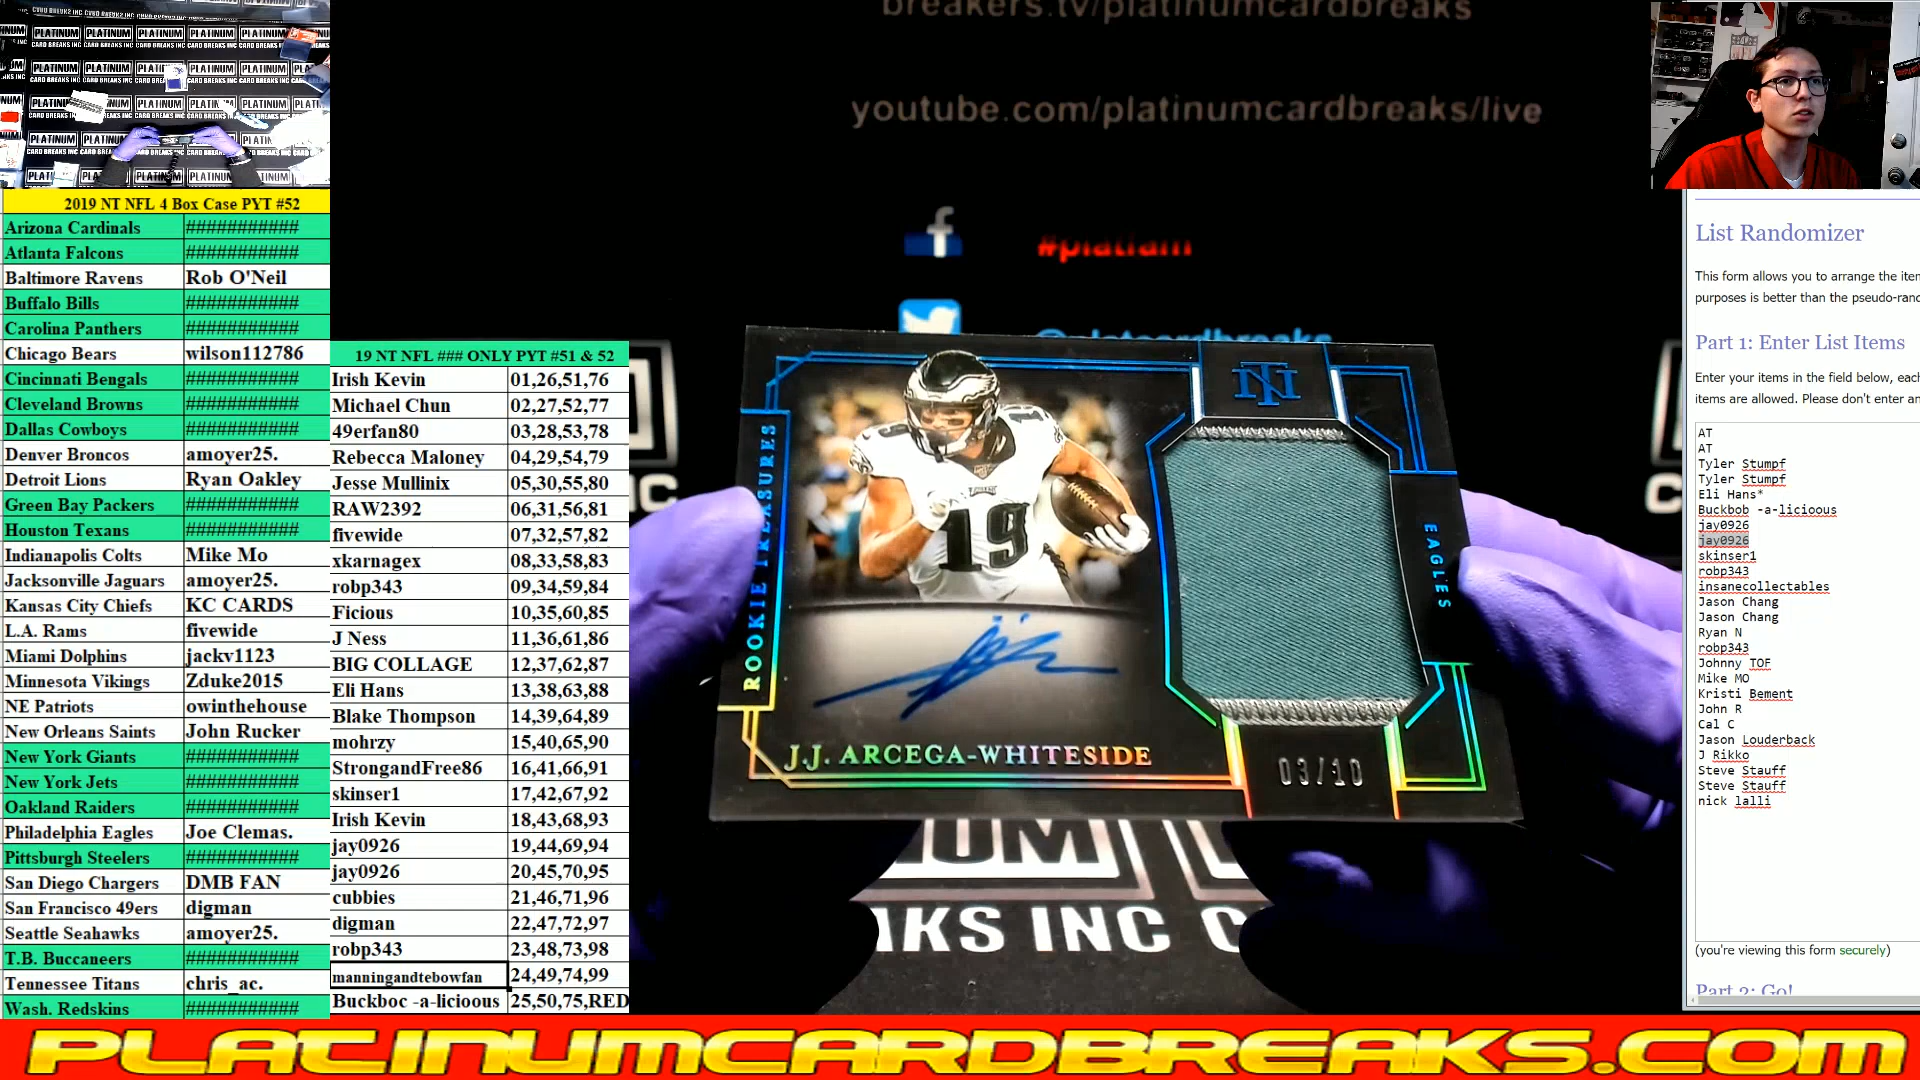 breakers.tv/platinumcardbreaks
youtube.com/platinumcardbreaks/live
2019 NT NFL 4 Box Case PYT #52
Arizona Cardinals ###########
Atlanta Falcons ###########
Baltimore Ravens Rob O'Neil
Buffalo Bills ###########
Carolina Panthers ###########
Chicago Bears wilson112786
Cincinnati Bengals ###########
Cleveland Browns ###########
Dallas Cowboys ###########
Denver Broncos amoyer25.
Detroit Lions Ryan Oakley
Green Bay Packers ###########
Houston Texans ###########
Indianapolis Colts Mike Mo
Jacksonville Jaguars amoyer25.
Kansas City Chiefs KC CARDS
L.A. Rams fivewide
Miami Dolphins jackv1123
Minnesota Vikings Zduke2015
NE Patriots owinthehouse
New Orleans Saints John Rucker
New York Giants ###########
New York Jets ###########
Oakland Raiders ###########
Philadelphia Eagles Joe Clemas.
Pittsburgh Steelers ###########
San Diego Chargers DMB FAN
San Francisco 49ers digman
Seattle Seahawks amoyer25.
T.B. Buccaneers ###########
Tennessee Titans chris_ac.
Wash. Redskins ###########
19 NT NFL ### ONLY PYT #51 & 52
Irish Kevin 01,26,51,76
Michael Chun 02,27,52,77
49erfan80 03,28,53,78
Rebecca Maloney 04,29,54,79
Jesse Mullinix 05,30,55,80
RAW2392 06,31,56,81
fivewide 07,32,57,82
xkarnagex 08,33,58,83
robp343 09,34,59,84
Ficious 10,35,60,85
J Ness 11,36,61,86
BIG COLLAGE 12,37,62,87
Eli Hans 13,38,63,88
Blake Thompson 14,39,64,89
mohrzy 15,40,65,90
StrongandFree86 16,41,66,91
skinser1 17,42,67,92
Irish Kevin 18,43,68,93
jay0926 19,44,69,94
jay0926 20,45,70,95
cubbies 21,46,71,96
digman 22,47,72,97
robp343 23,48,73,98
manningandtebowfan 24,49,74,99
Buckboc -a-licioous 25,50,75,RED
ROOKIE TREASURES
NT
EAGLES
19
J.J. ARCEGA-WHITESIDE
03/10
List Randomizer
This form allows you to arrange the
purposes is better than the
Part 1: Enter List Items
Enter your items in the field below,
items are allowed. Please don't enter
AT
AT
Tyler Stumpf
Tyler Stumpf
Eli Hans*
Buckbob -a-licioous
jay0926
jay0926
skinser1
robp343
insanecollectables
Jason Chang
Jason Chang
Ryan N
robp343
Johnny TOF
Mike MO
Kristi Bement
John R
Cal C
Jason Louderback
J Rikko
Steve Stauff
Steve Stauff
nick lalli
(you're viewing this form securely)
Part 2: Go!
PLATINUMCARDBREAKS.COM